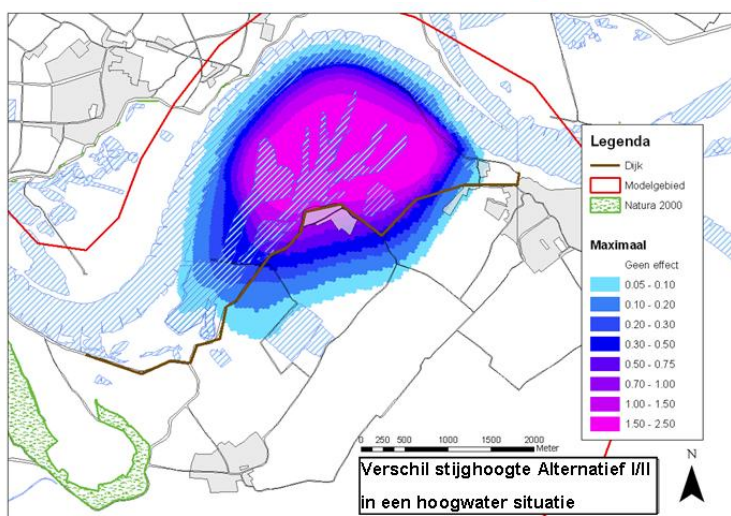 Legenda
Dijk
Modelgebied
Natura 2000
Maximaal
Geen effect
0.05 - 0.10
0.10 - 0.20
0.20 - 0.30
0.30 - 0.50
0.50 - 0.75
0.70 - 1.00
1.00 - 1.50
1.50 - 2.50
0 250 500 1000 1500 2000
Meter
N
Verschil stijghoogte Alternatief I/II
in een hoogwater situatie